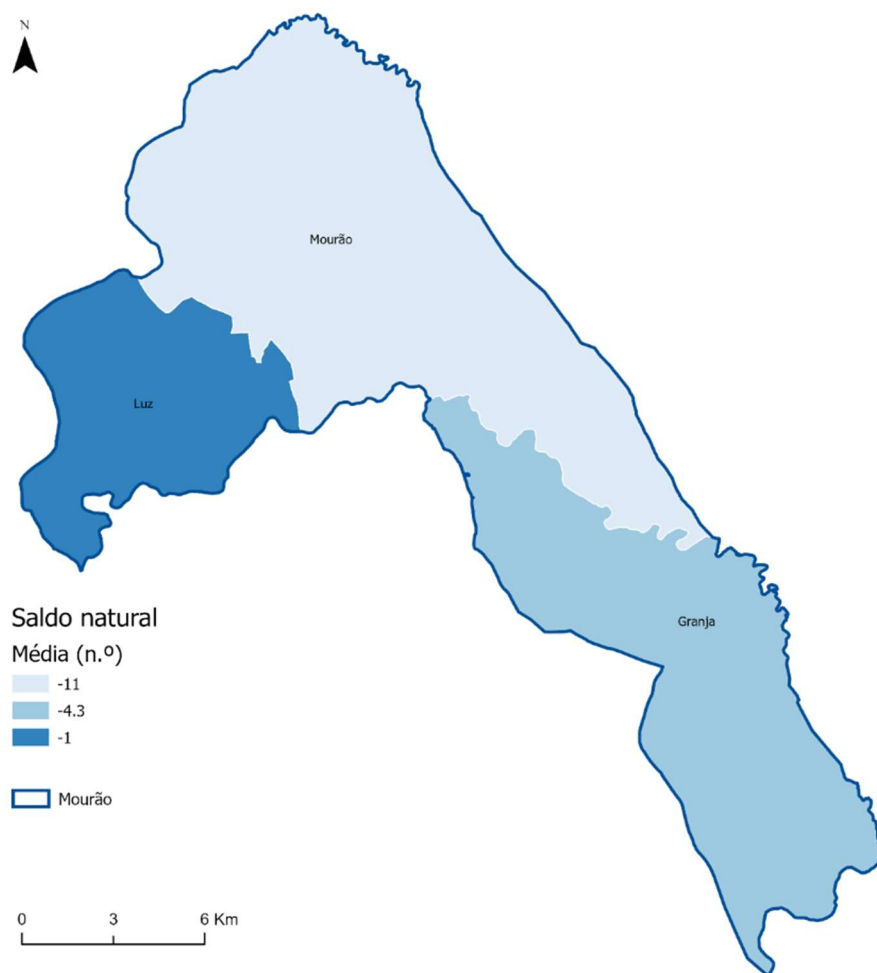 N
Mourão
Luz
Granja
Saldo natural
Média (n.º)
-11
-4.3
-1
Mourão
0 3 6 Km